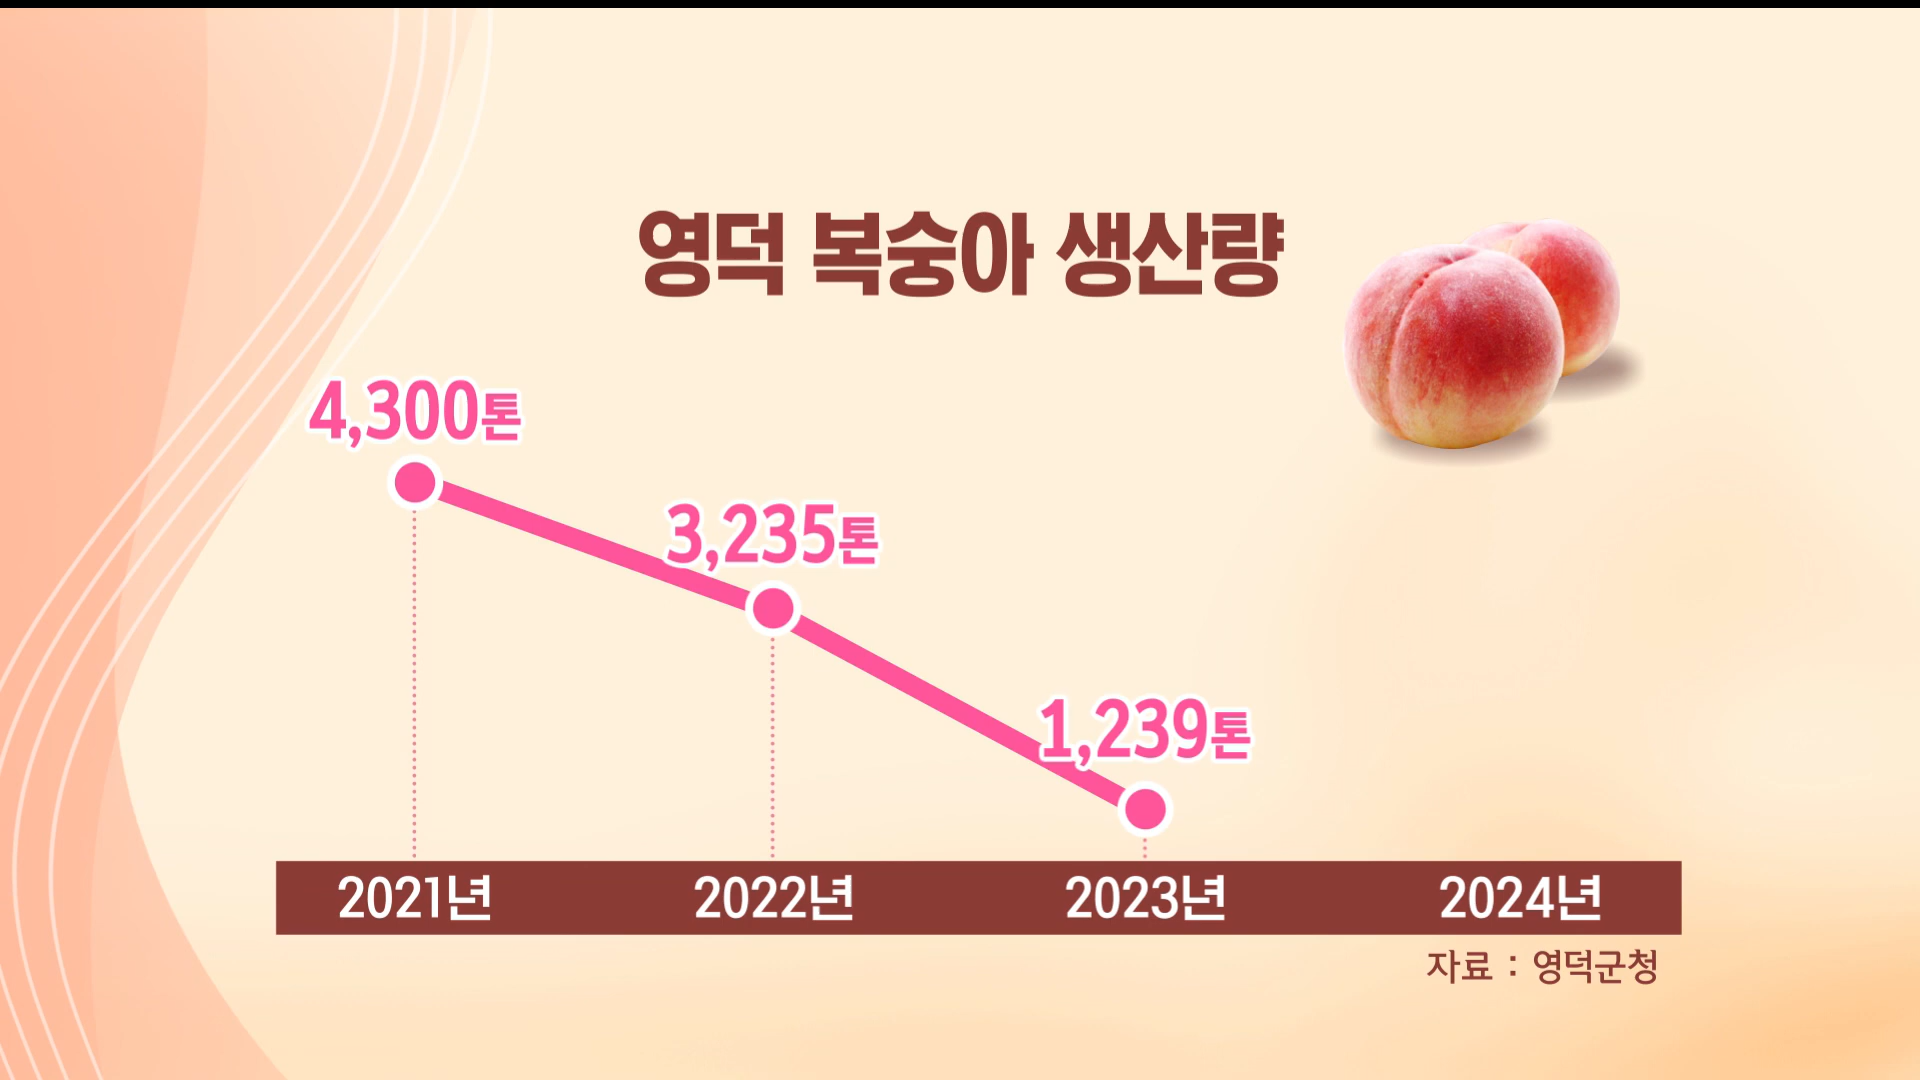 영덕 복숭아 생산량
4,300톤
3,235톤
1,239톤
2021년 2022년 2023년 2024년
자료 : 영덕군청